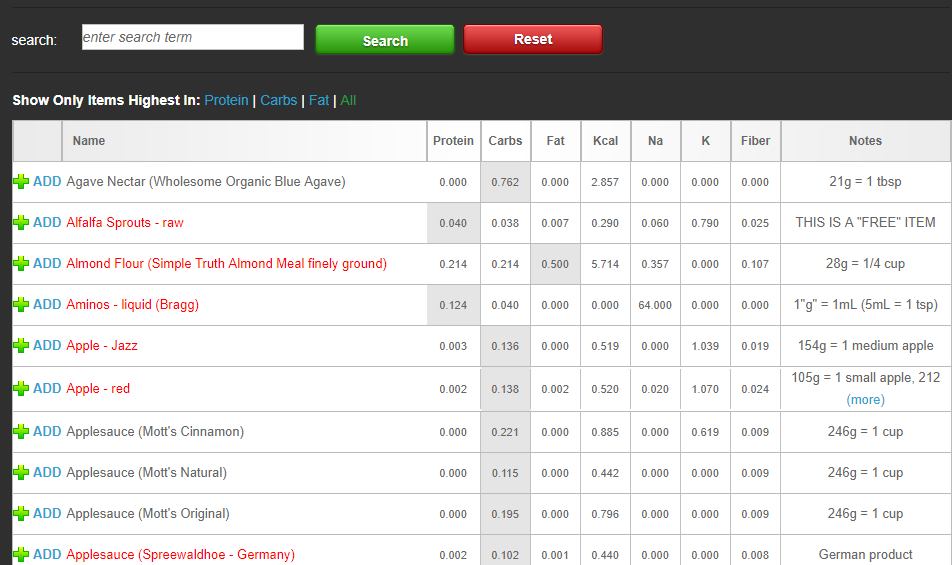 search: enter search term Search Reset
Show Only Items Highest In: Protein | Carbs | Fat | All
Name Protein Carbs Fat Kcal Na K Fiber Notes
ADD Agave Nectar (Wholesome Organic Blue Agave) 0.000 0.762 0.000 2.857 0.000 0.000 0.000 21g = 1 tbsp
ADD Alfalfa Sprouts - raw 0.040 0.038 0.007 0.290 0.060 0.790 0.025 THIS IS A "FREE" ITEM
ADD Almond Flour (Simple Truth Almond Meal finely ground) 0.214 0.214 0.500 5.714 0.357 0.000 0.107 28g = 1/4 cup
ADD Aminos - liquid (Bragg) 0.124 0.040 0.000 0.000 64.000 0.000 0.000 1"g" = 1mL (5mL = 1 tsp)
ADD Apple - Jazz 0.003 0.136 0.000 0.519 0.000 1.039 0.019 154g = 1 medium apple
ADD Apple - red 0.002 0.138 0.002 0.520 0.020 1.070 0.024 105g = 1 small apple, 212
(more)
ADD Applesauce (Mott's Cinnamon) 0.000 0.221 0.000 0.885 0.000 0.619 0.009 246g = 1 cup
ADD Applesauce (Mott's Natural) 0.000 0.115 0.000 0.442 0.000 0.000 0.009 246g = 1 cup
ADD Applesauce (Mott's Original) 0.000 0.195 0.000 0.796 0.000 0.000 0.009 246g = 1 cup
ADD Applesauce (Spreewaldhoe - Germany) 0.002 0.102 0.001 0.440 0.000 0.000 0.008 German product